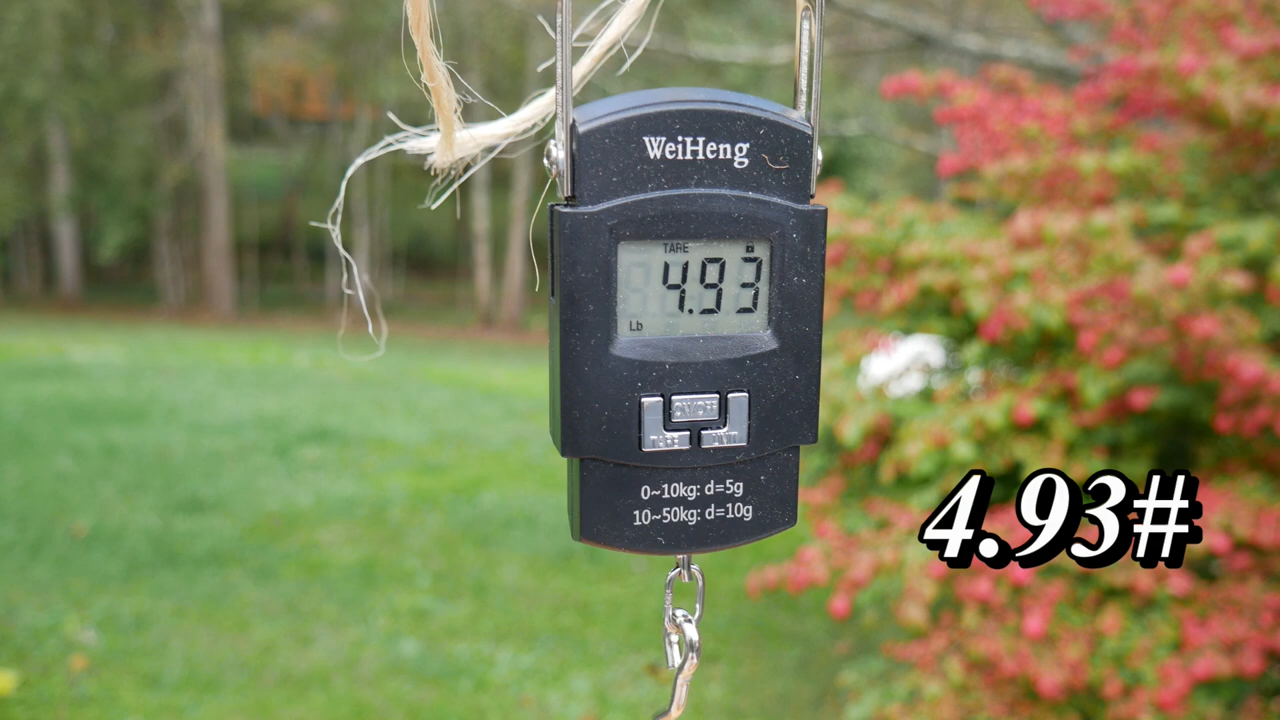 WeiHeng
TARE
4.93
Lb
ON/OFF
TARE UNIT
0~10kg: d=5g
10~50kg: d=10g
4.93#